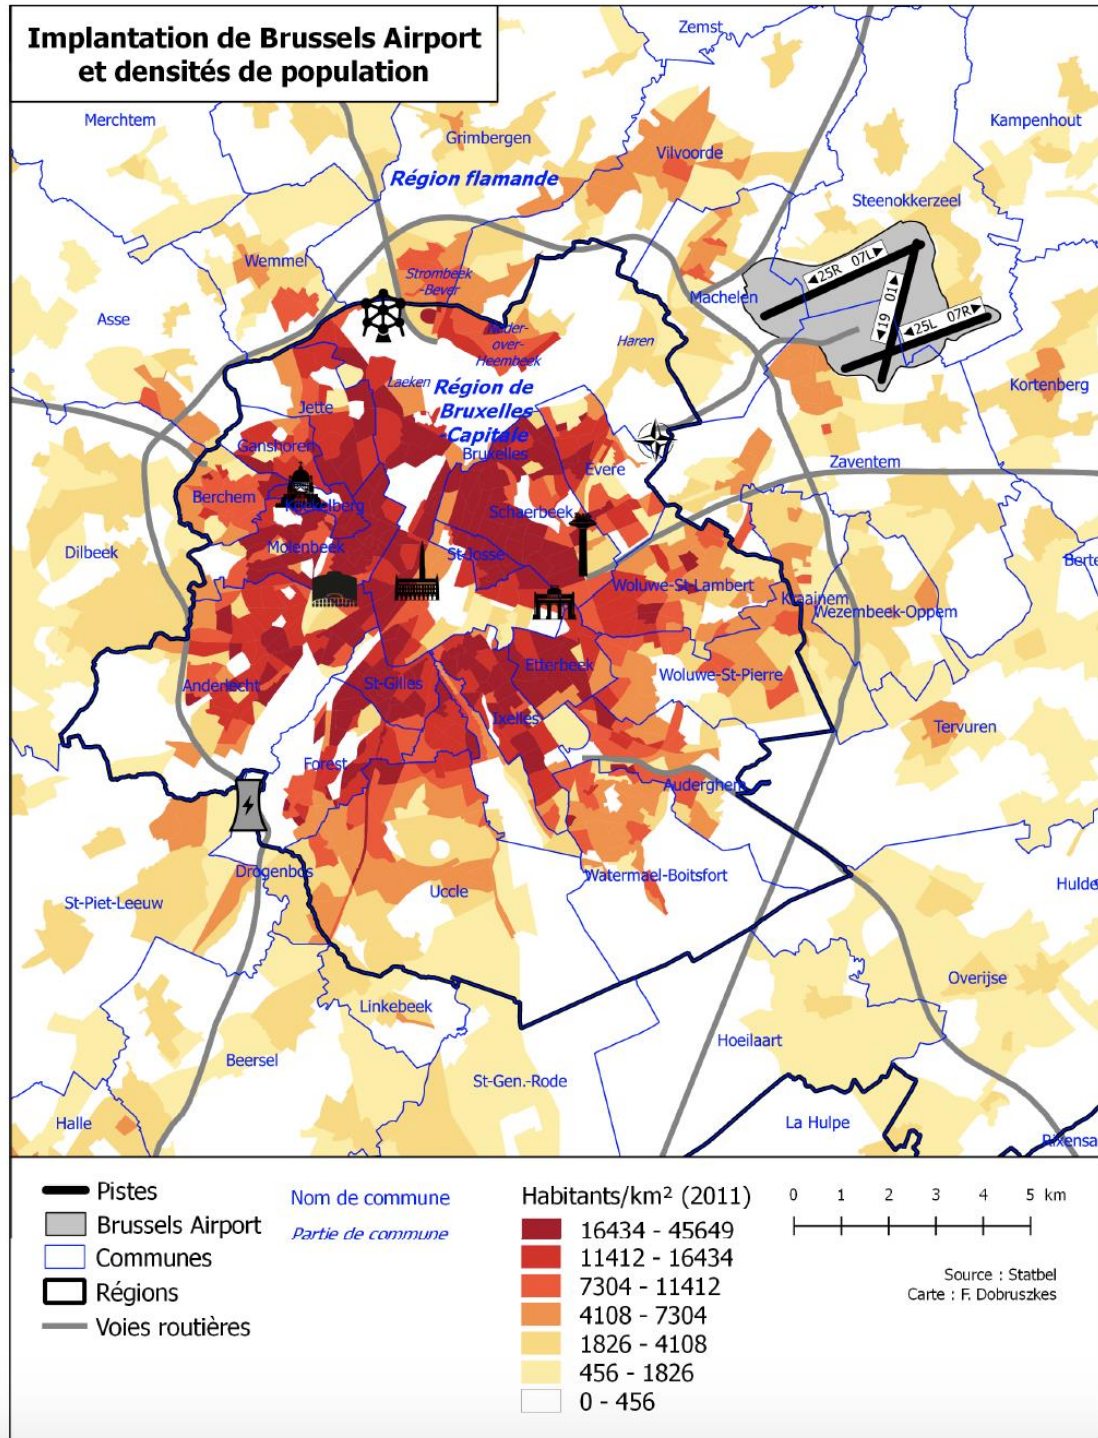 Implantation de Brussels Airport
et densités de population
Zemst
Merchtem
Grimbergen
Kampenhout
Vilvoorde
Région flamande
Steenokkerzeel
Wemmel
Strombeek
-Bever
◄25R 07L►
Machelen
◄19 01►
Asse
◄25L 07R►
Neder-
over-
Heembeek
Haren
Laeken
Région de
Bruxelles
-Capitale
Kortenberg
Jette
Ganshoren
Bruxelles
Evere
Zaventem
Berchem
Koekelberg
Schaerbeek
Dilbeek
Molenbeek
St-Josse
Berte
Woluwe-St-Lambert
Kraainem
Wezembeek-Oppem
Etterbeek
Woluwe-St-Pierre
Anderlecht
St-Gilles
Ixelles
Tervuren
Forest
Auderghem
Drogenbos
Watermael-Boitsfort
Uccle
Hulde
St-Piet-Leeuw
Overijse
Linkebeek
Hoeilaart
Beersel
St-Gen.-Rode
Halle
La Hulpe
Rixensa
Pistes
Brussels Airport
Communes
Régions
Voies routières
Nom de commune
Partie de commune
Habitants/km² (2011)
16434 - 45649
11412 - 16434
7304 - 11412
4108 - 7304
1826 - 4108
456 - 1826
0 - 456
0 1 2 3 4 5 km
Source : Statbel
Carte : F. Dobruszkes